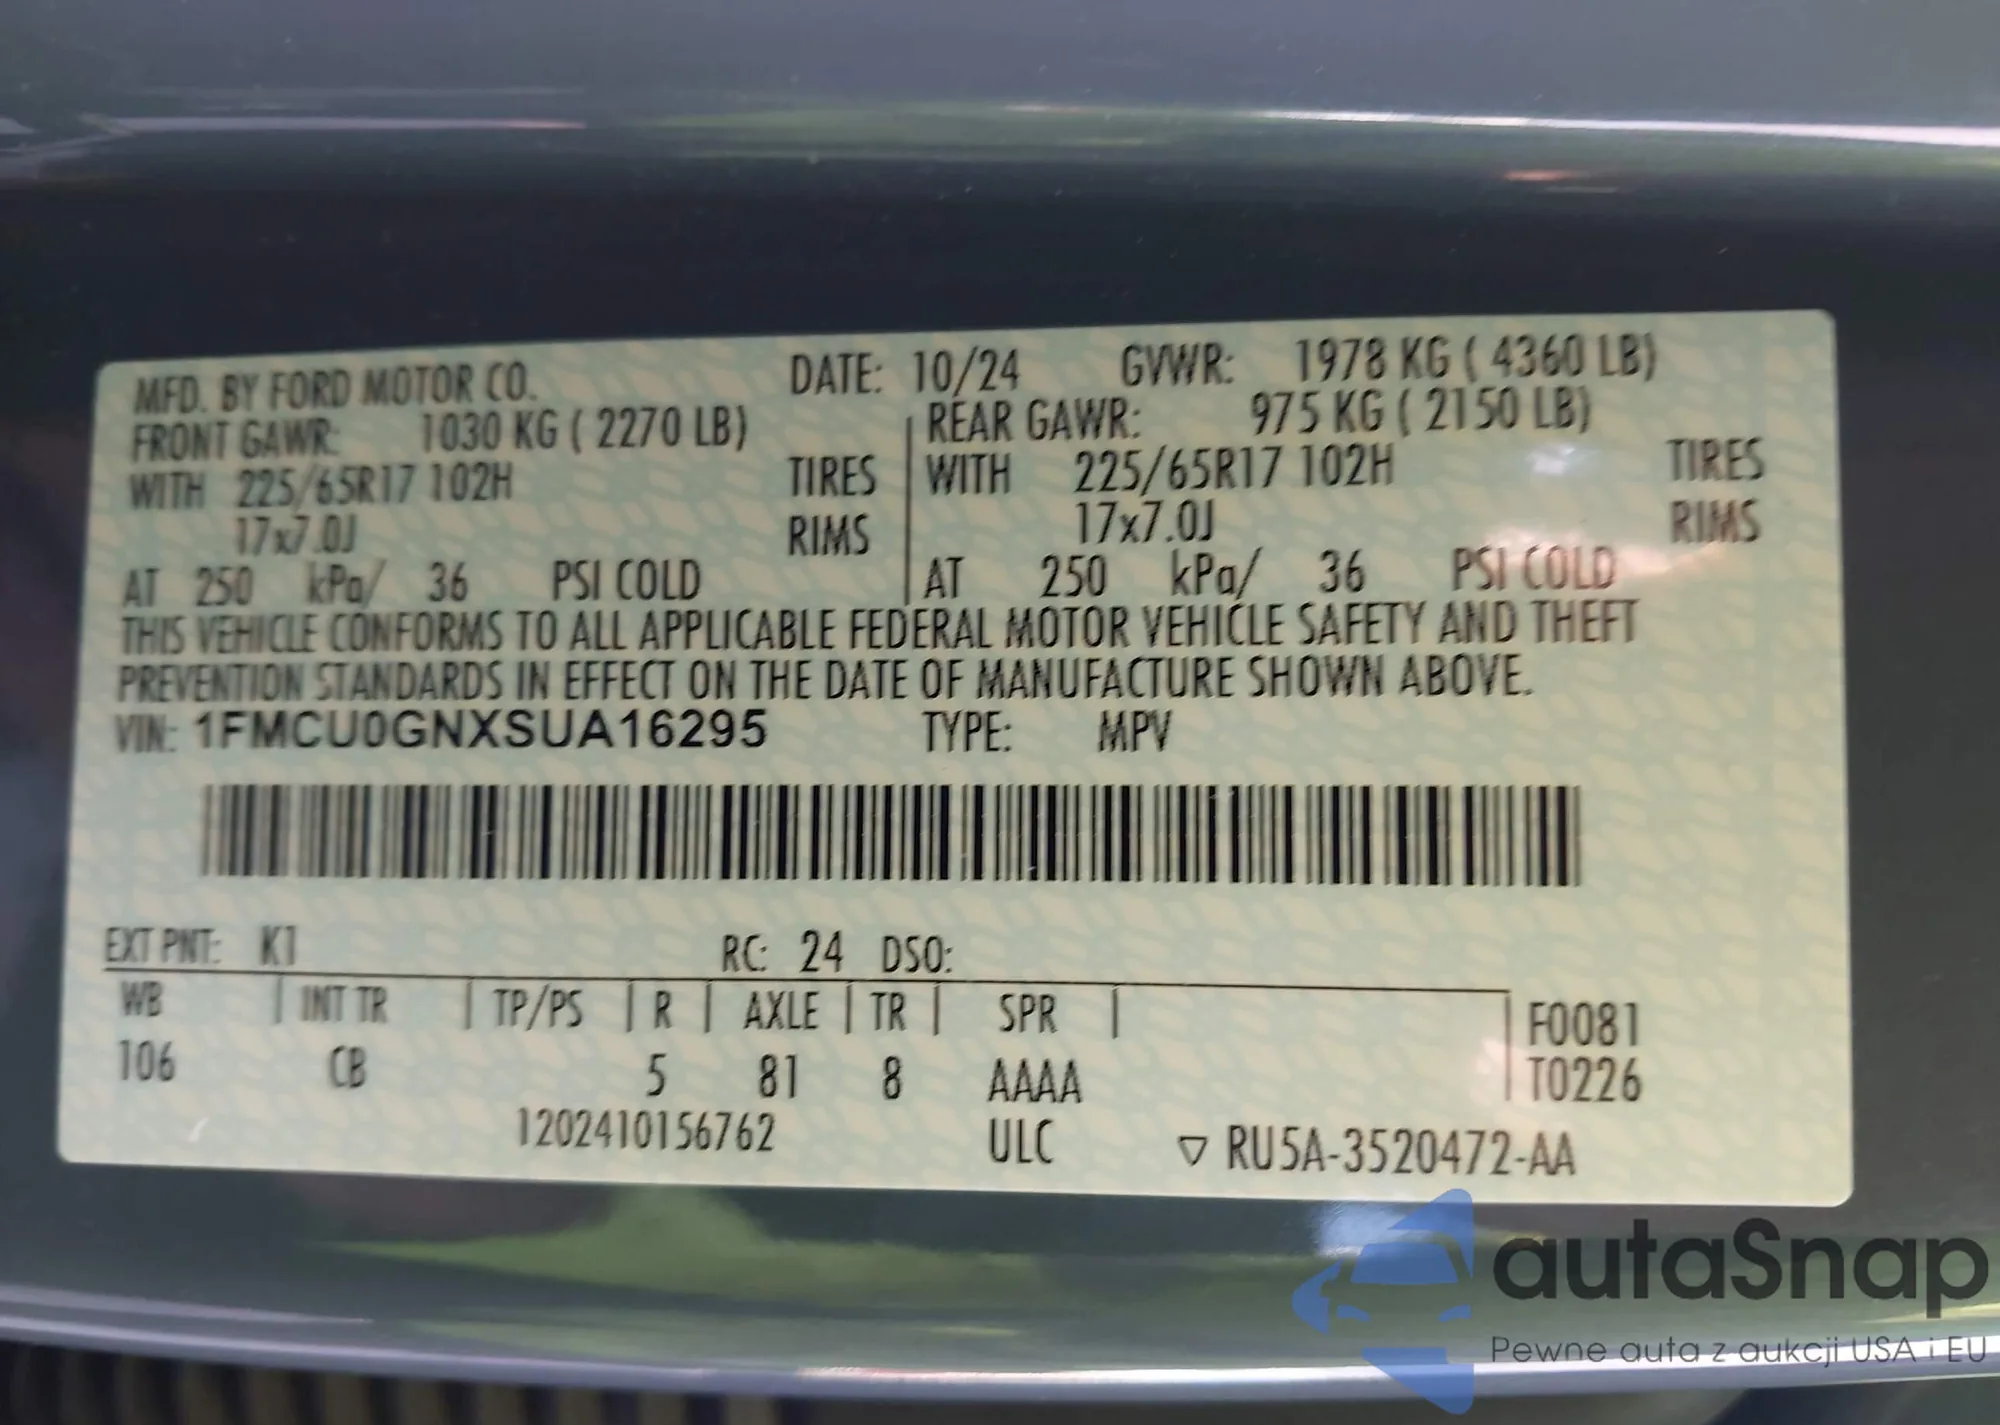 MFD. BY FORD MOTOR CO. DATE: 10/24 GVWR: 1978 KG ( 4360 LB)
FRONT GAWR: 1030 KG ( 2270 LB) REAR GAWR: 975 KG ( 2150 LB)
WITH 225/65R17 102H TIRES WITH 225/65R17 102H TIRES
17x7.0J RIMS 17x7.0J RIMS
AT 250 kPa/ 36 PSI COLD AT 250 kPa/ 36 PSI COLD
THIS VEHICLE CONFORMS TO ALL APPLICABLE FEDERAL MOTOR VEHICLE SAFETY AND THEFT
PREVENTION STANDARDS IN EFFECT ON THE DATE OF MANUFACTURE SHOWN ABOVE.
VIN: 1FMCU0GNXSUA16295 TYPE: MPV
EXT PNT: K1 RC: 24 DSO:
WB INT TR TP/PS R AXLE TR SPR F0081
106 CB 5 81 8 AAAA T0226
1202410156762 ULC ▽ RU5A-3520472-AA
autaSnap
Pewne auta z aukcji USA i EU